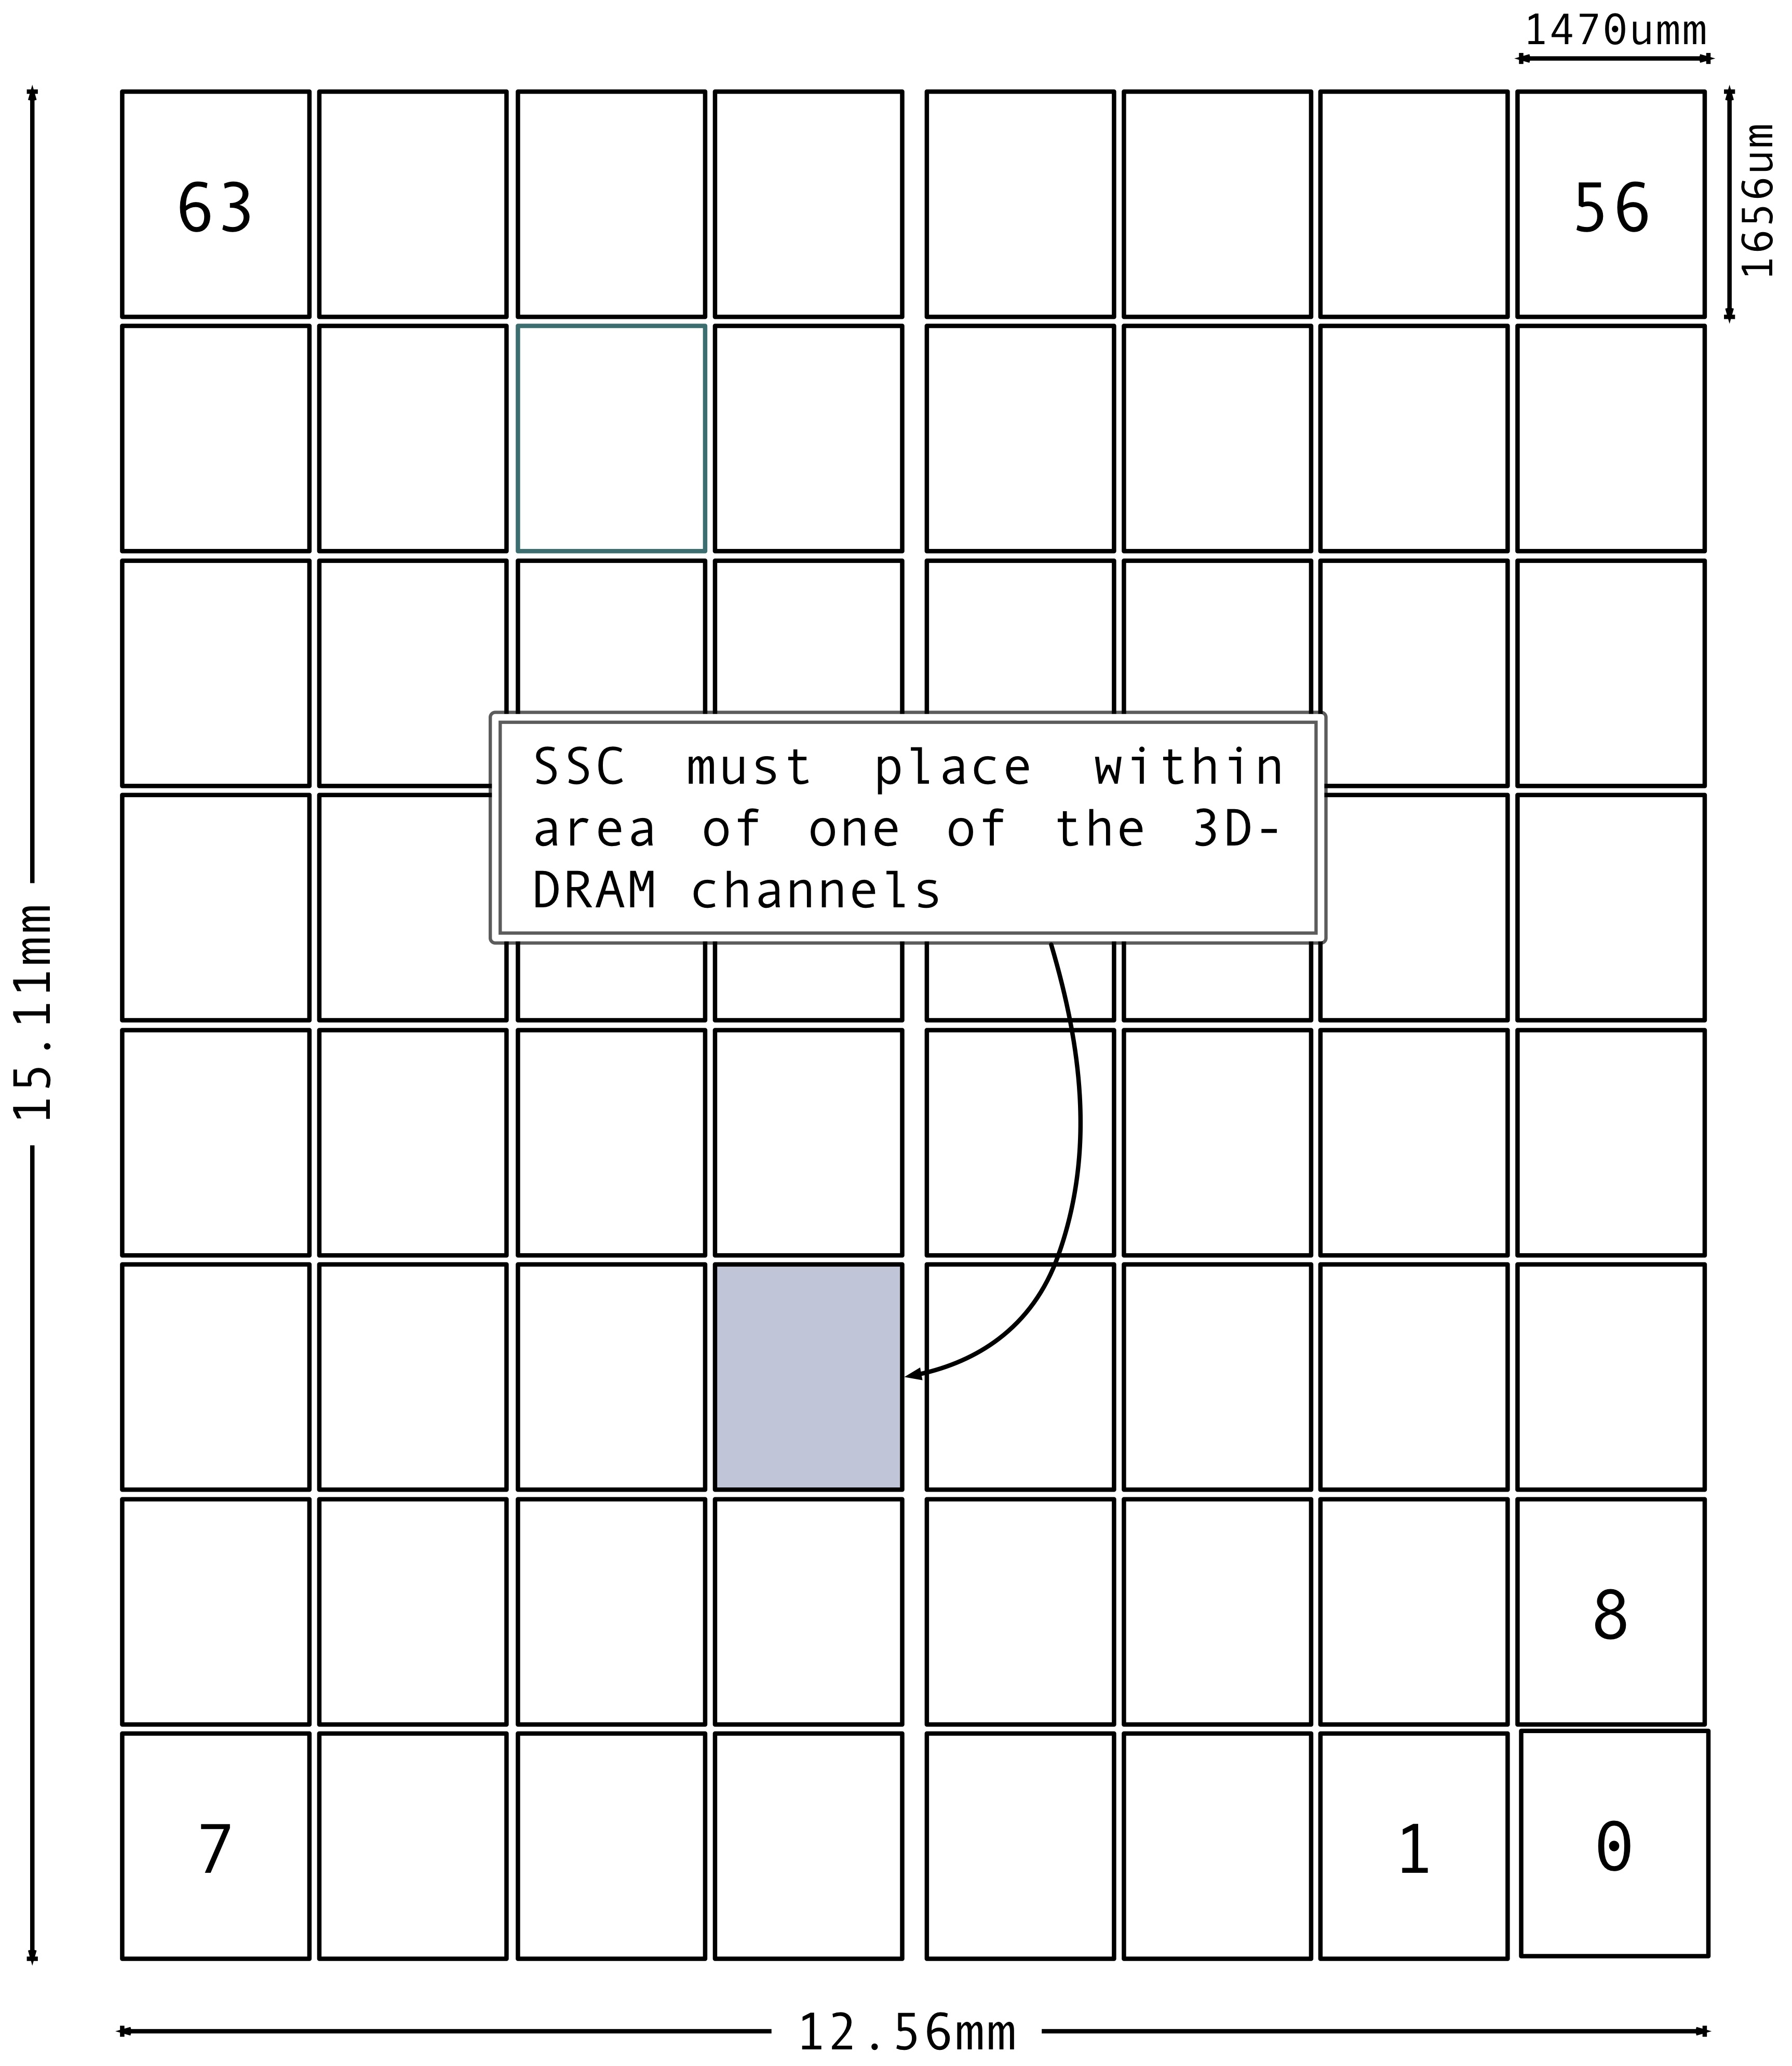 1470umm
1656um
63
56
SSC must place within
area of one of the 3D-
DRAM channels
15.11mm
8
7
1
0
12.56mm